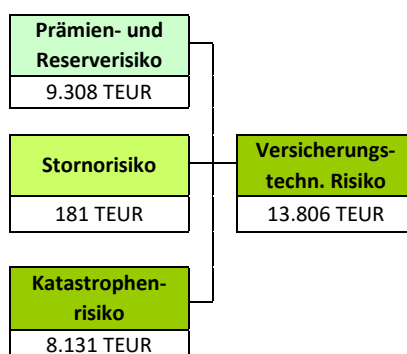 Prämien- und
Reserverisiko
9.308 TEUR
Stornorisiko
181 TEUR
Versicherungs-
techn. Risiko
13.806 TEUR
Katastrophen-
risiko
8.131 TEUR